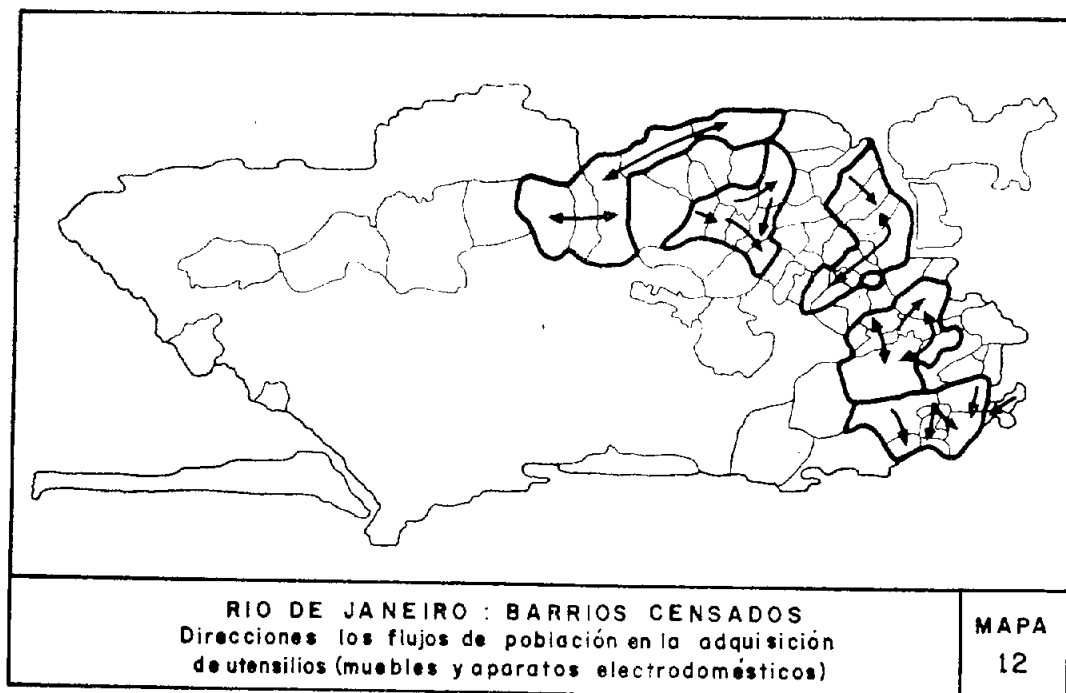 RIO DE JANEIRO : BARRIOS CENSADOS
Direcciones los flujos de población en la adquisición
de utensilios (muebles y aparatos electrodomésticos)
MAPA
12